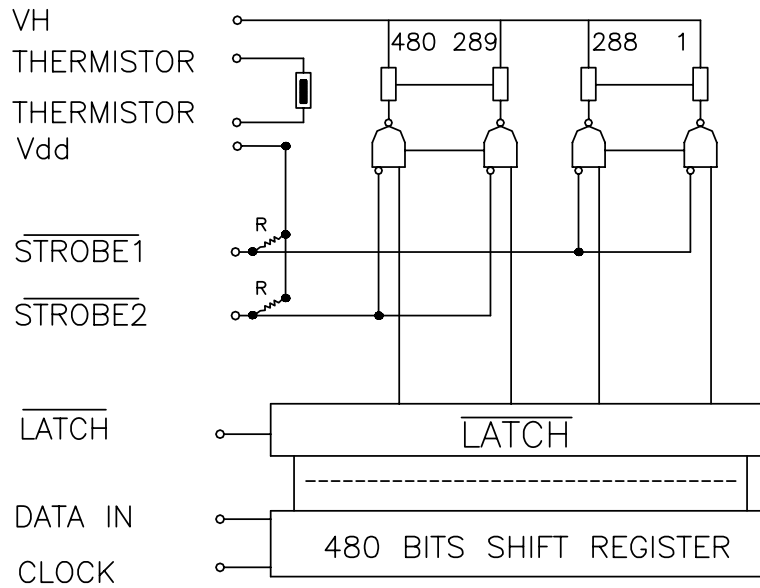 VH
480 289 288 1
THERMISTOR
THERMISTOR
Vdd
R
STROBE1
R
STROBE2
LATCH
LATCH
DATA IN
480 BITS SHIFT REGISTER
CLOCK